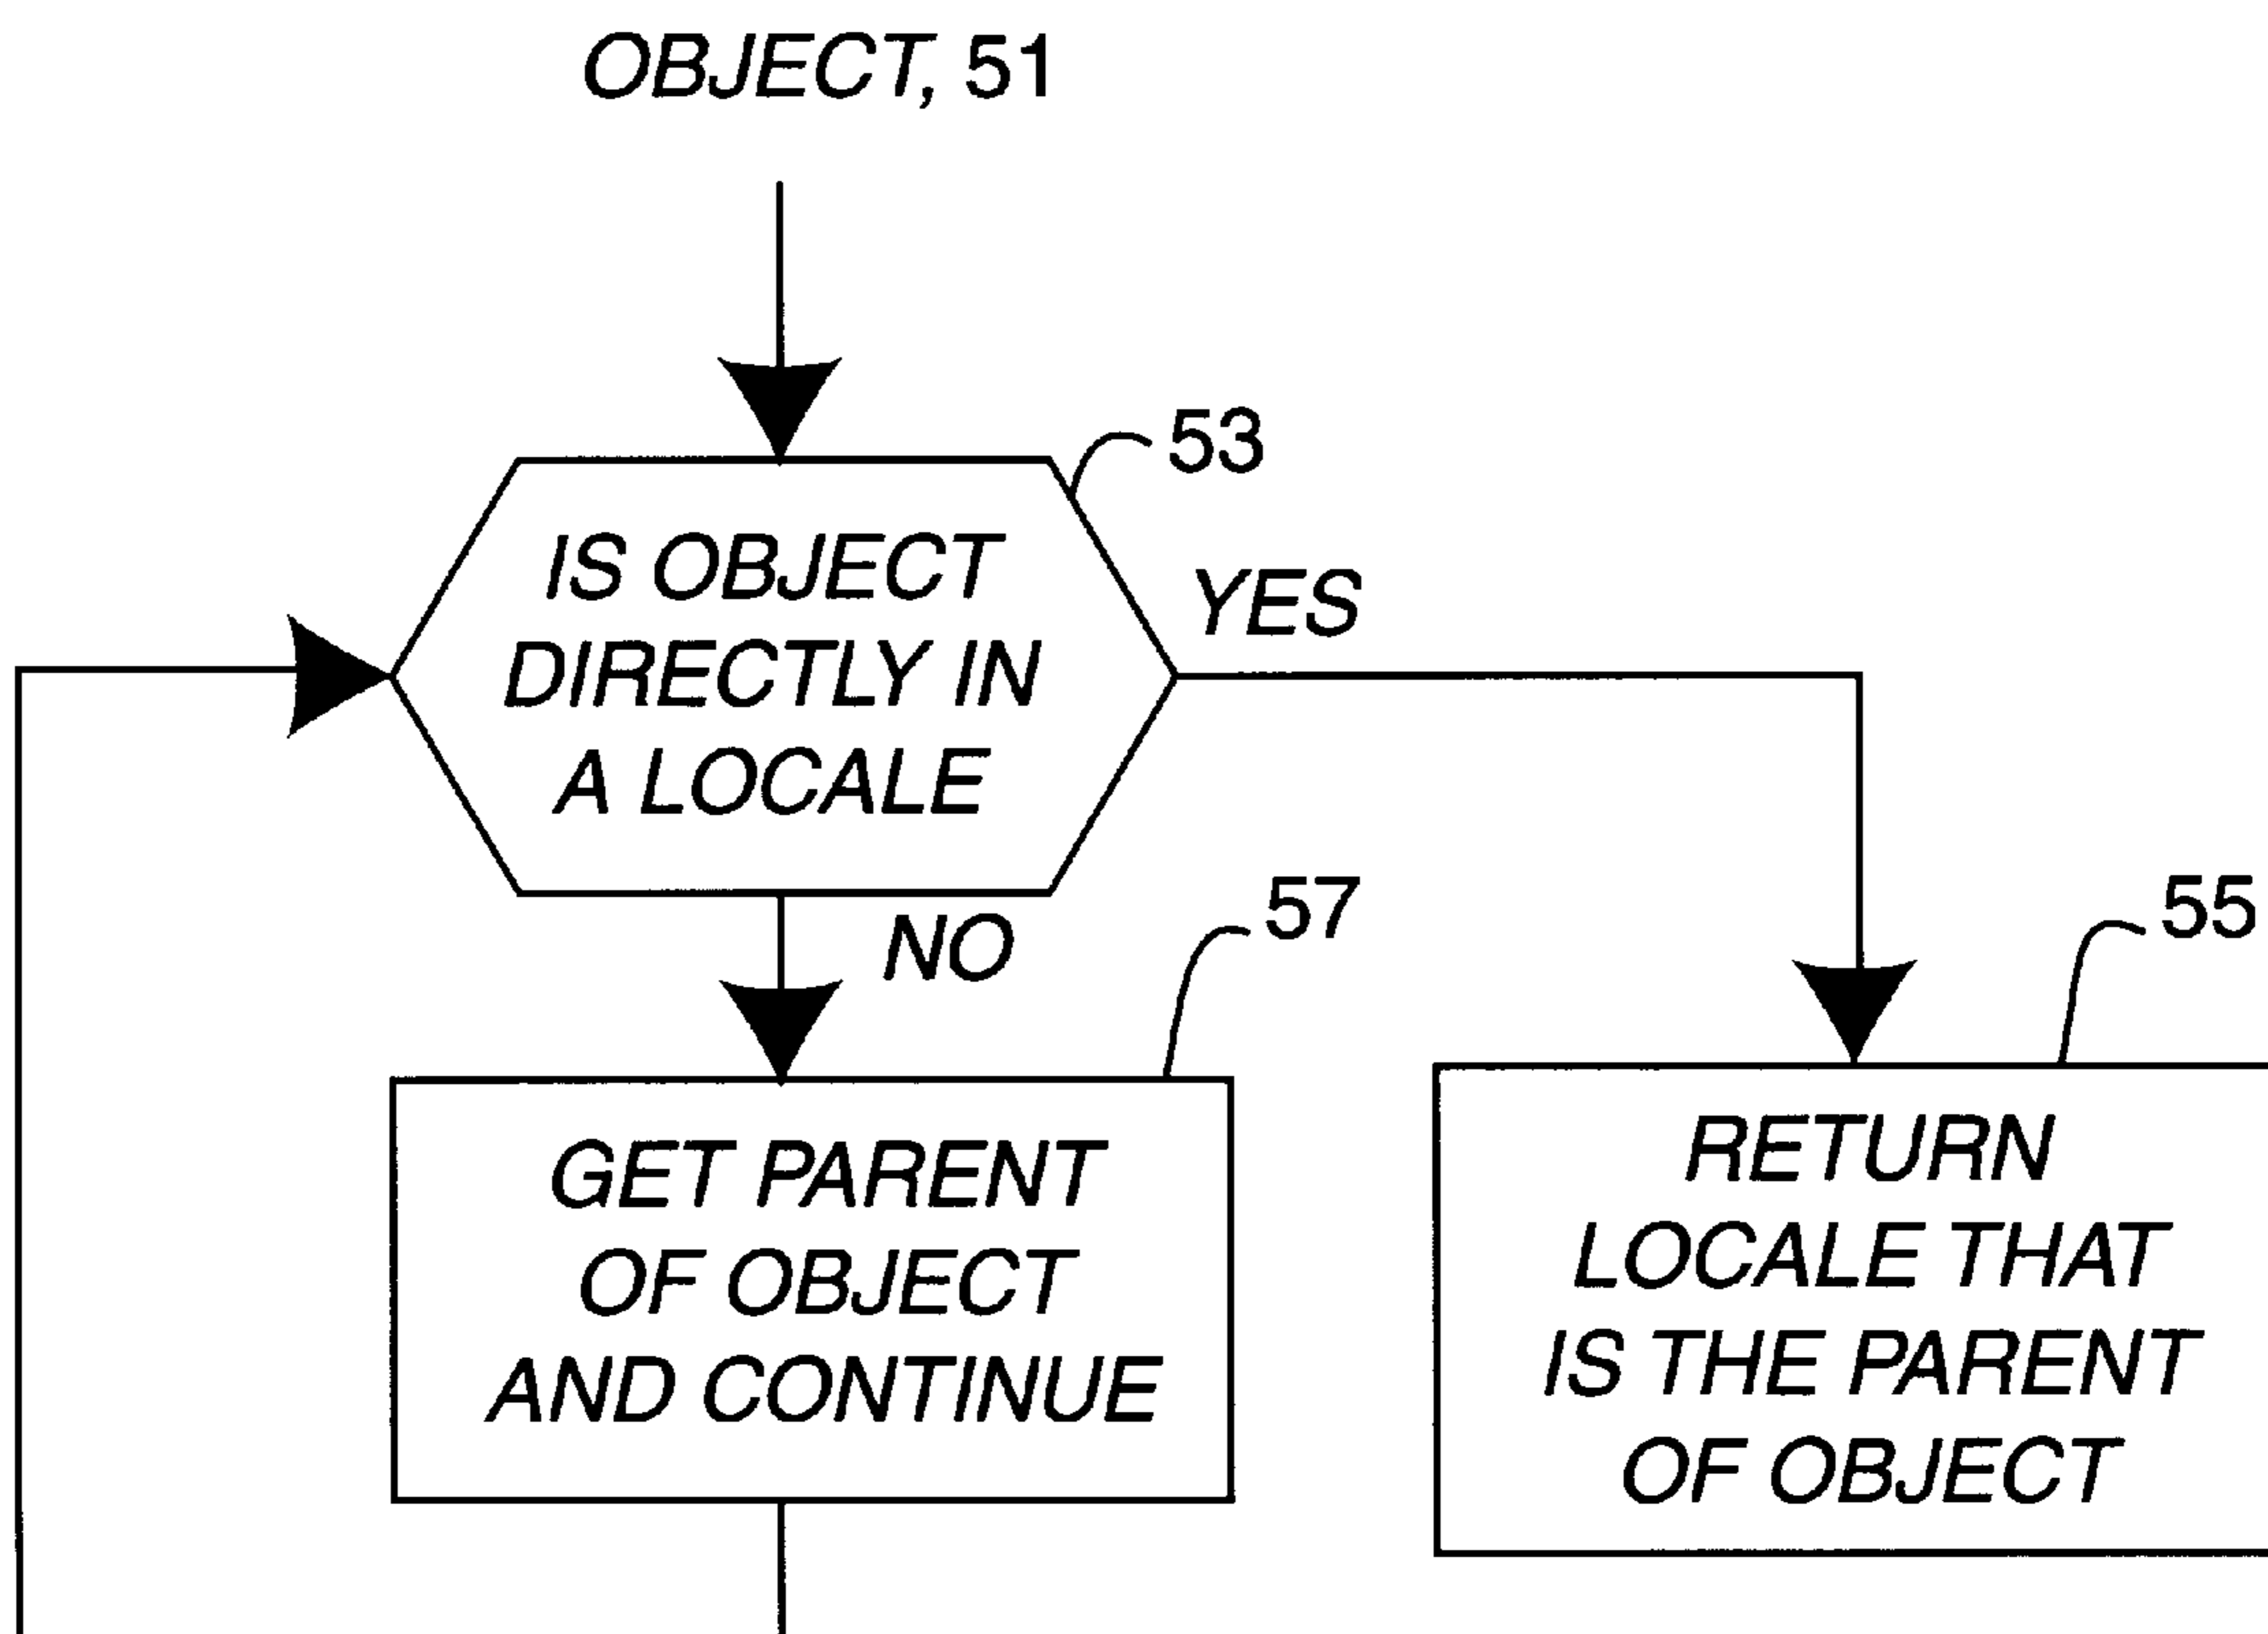 OBJECT, 51
53
IS OBJECT
DIRECTLY IN
A LOCALE
YES
NO
57
GET PARENT
OF OBJECT
AND CONTINUE
55
RETURN
LOCALE THAT
IS THE PARENT
OF OBJECT